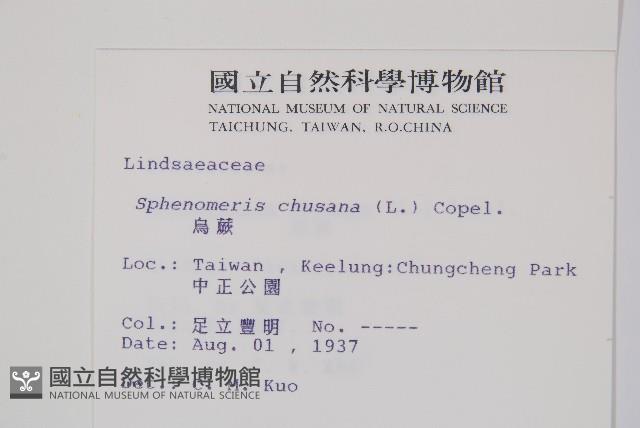 國立自然科學博物館
NATIONAL MUSEUM OF NATURAL SCIENCE
TAICHUNG, TAIWAN, R.O.CHINA
Lindsaeaceae
Sphenomeris chusana (L.) Copel.
烏蕨
Loc.: Taiwan , Keelung:Chungcheng Park
中正公園
Col.: 足立豐明 No. -----
Date: Aug. 01 , 1937
Det.: C. M. Kuo
國立自然科學博物館
NATIONAL MUSEUM OF NATURAL SCIENCE